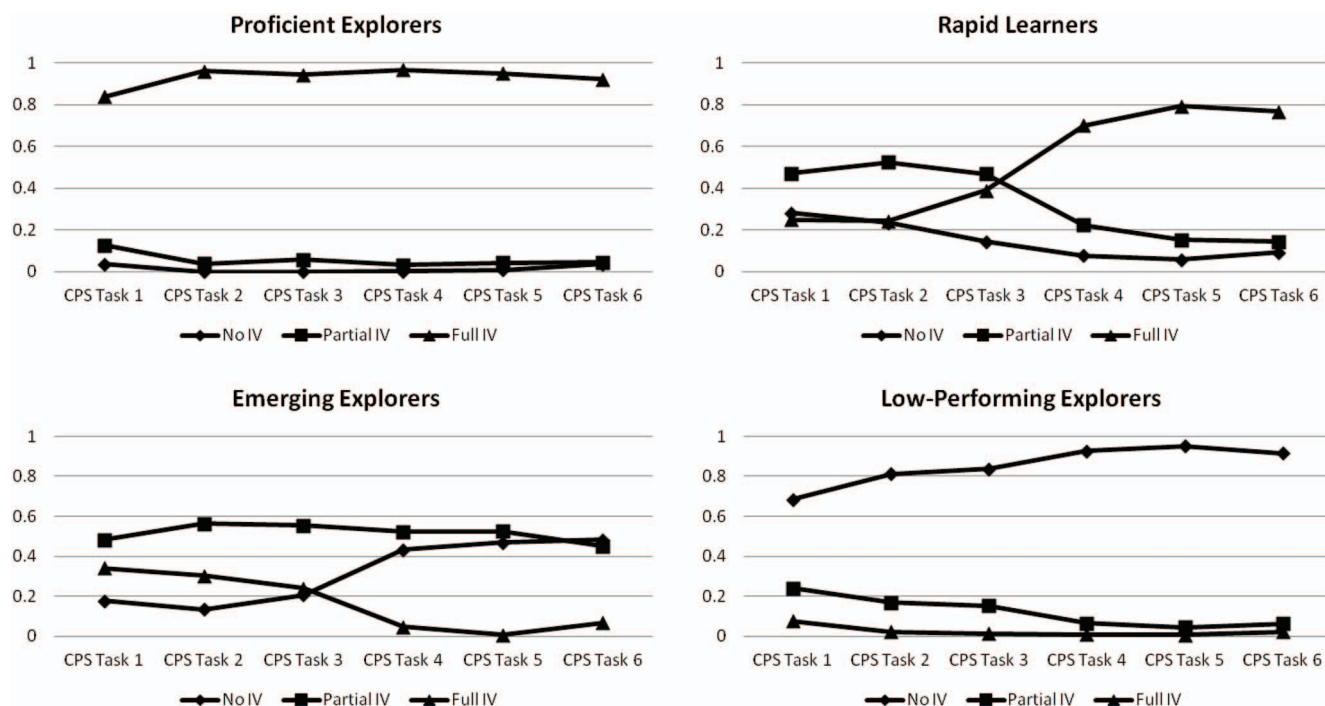 Proficient Explorers
1
0.8
0.6
0.4
0.2
0
CPS Task 1 CPS Task 2 CPS Task 3 CPS Task 4 CPS Task 5 CPS Task 6
No IV Partial IV Full IV
Rapid Learners
1
0.8
0.6
0.4
0.2
0
CPS Task 1 CPS Task 2 CPS Task 3 CPS Task 4 CPS Task 5 CPS Task 6
No IV Partial IV Full IV
Emerging Explorers
1
0.8
0.6
0.4
0.2
0
CPS Task 1 CPS Task 2 CPS Task 3 CPS Task 4 CPS Task 5 CPS Task 6
No IV Partial IV Full IV
Low-Performing Explorers
1
0.8
0.6
0.4
0.2
0
CPS Task 1 CPS Task 2 CPS Task 3 CPS Task 4 CPS Task 5 CPS Task 6
No IV Partial IV Full IV